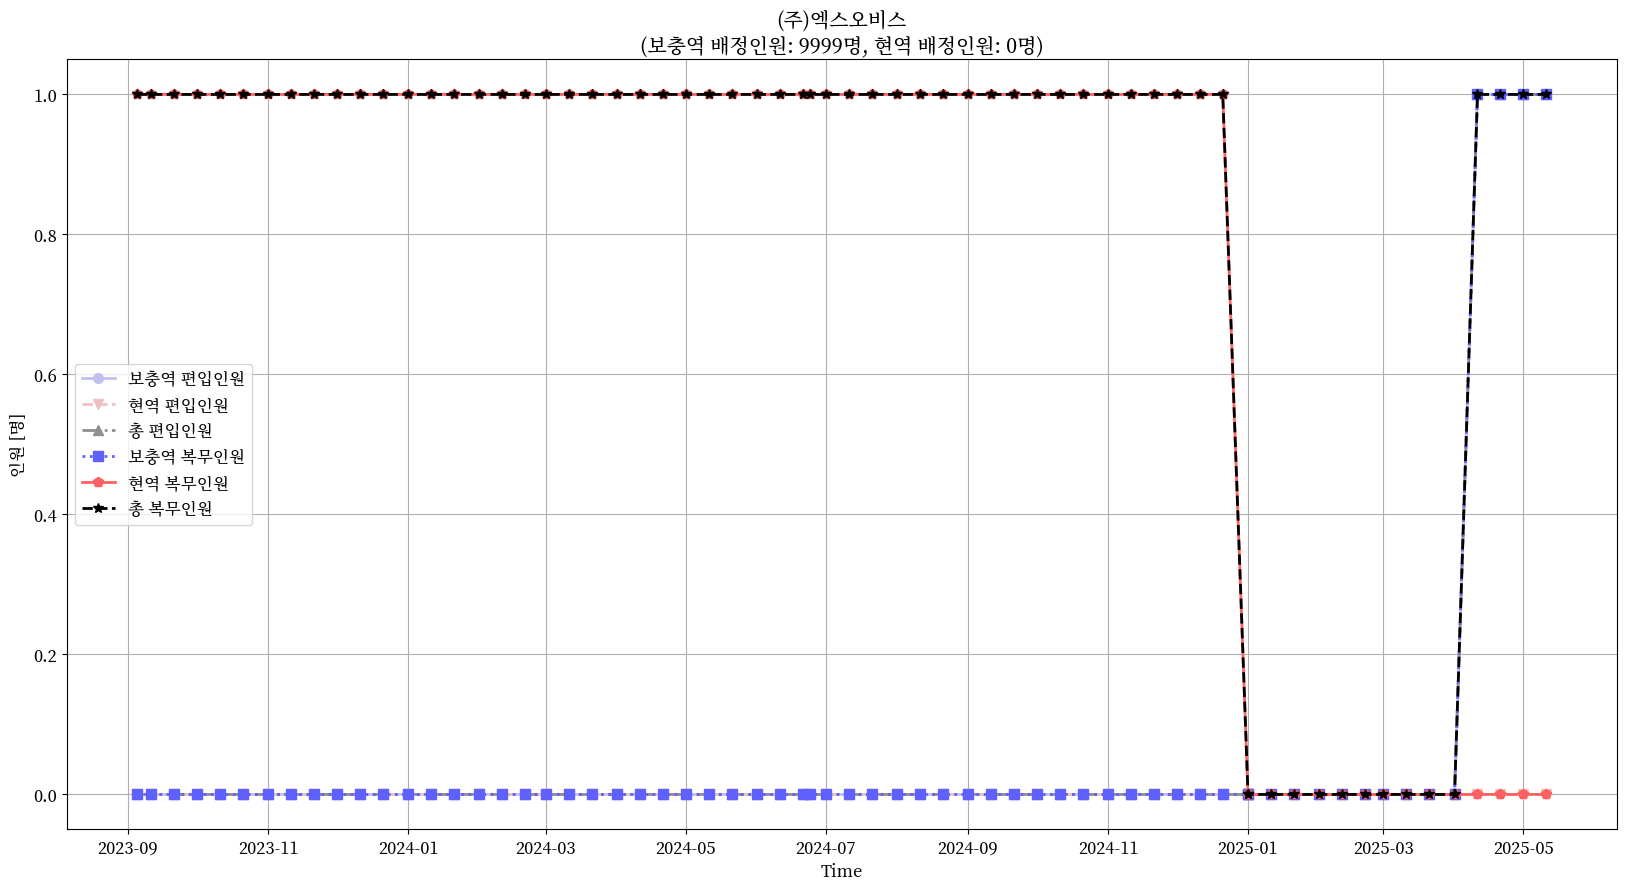 (주)엑스오비스
(보충역 배정인원: 9999명, 현역 배정인원: 0명)
1.0
0.8
0.6
0.4
0.2
0.0
인원 [명]
보충역 편입인원
현역 편입인원
총 편입인원
보충역 복무인원
현역 복무인원
총 복무인원
2023-09
2023-11
2024-01
2024-03
2024-05
2024-07
2024-09
2024-11
2025-01
2025-03
2025-05
Time